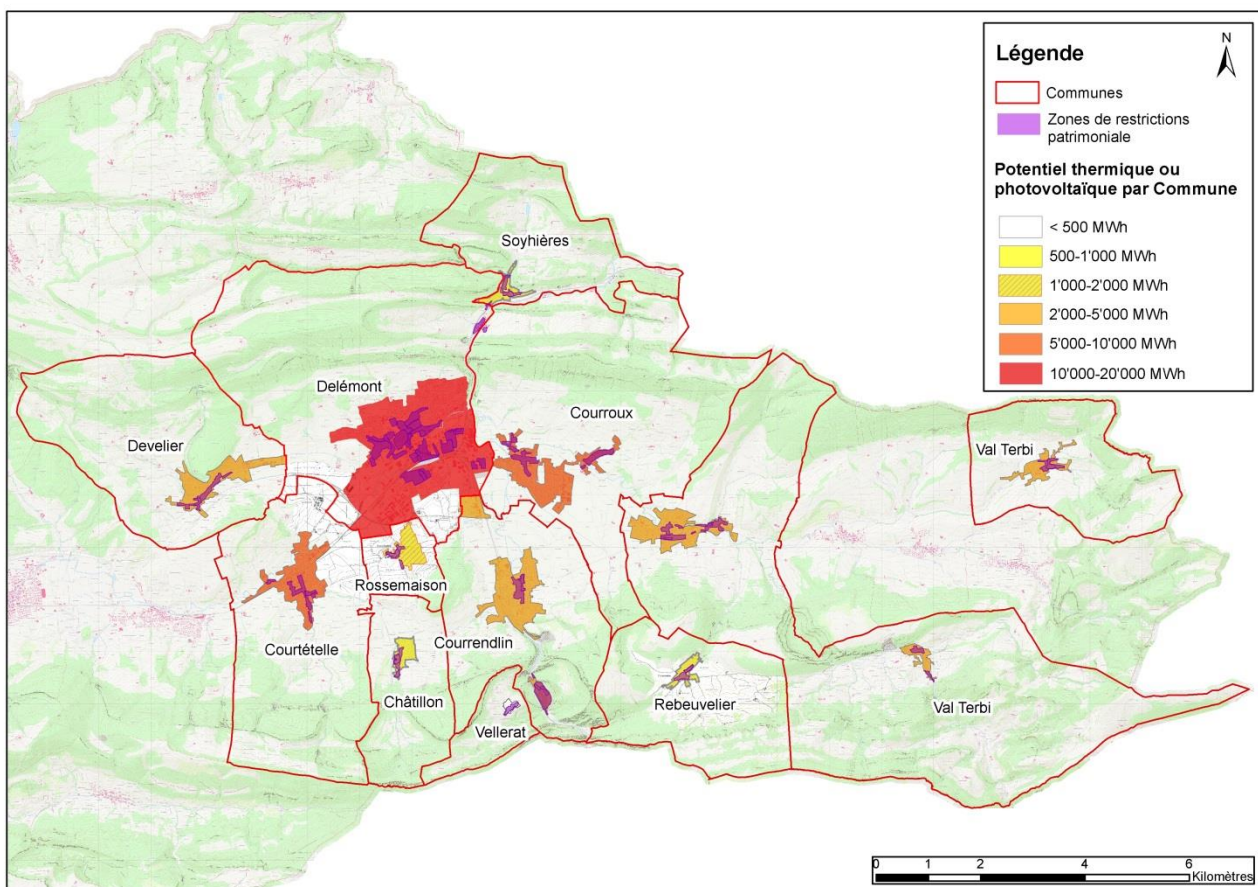 Légende
N
Communes
Zones de restrictions
patrimoniale
Potentiel thermique ou
photovoltaïque par Commune
< 500 MWh
500-1'000 MWh
1'000-2'000 MWh
2'000-5'000 MWh
5'000-10'000 MWh
10'000-20'000 MWh
Soyhières
Delémont
Courroux
Develier
Val Terbi
Rossemaison
Courtételle
Courrendlin
Châtillon
Rebeuvelier
Val Terbi
Vellerat
0 1 2 4 6
Kilomètres